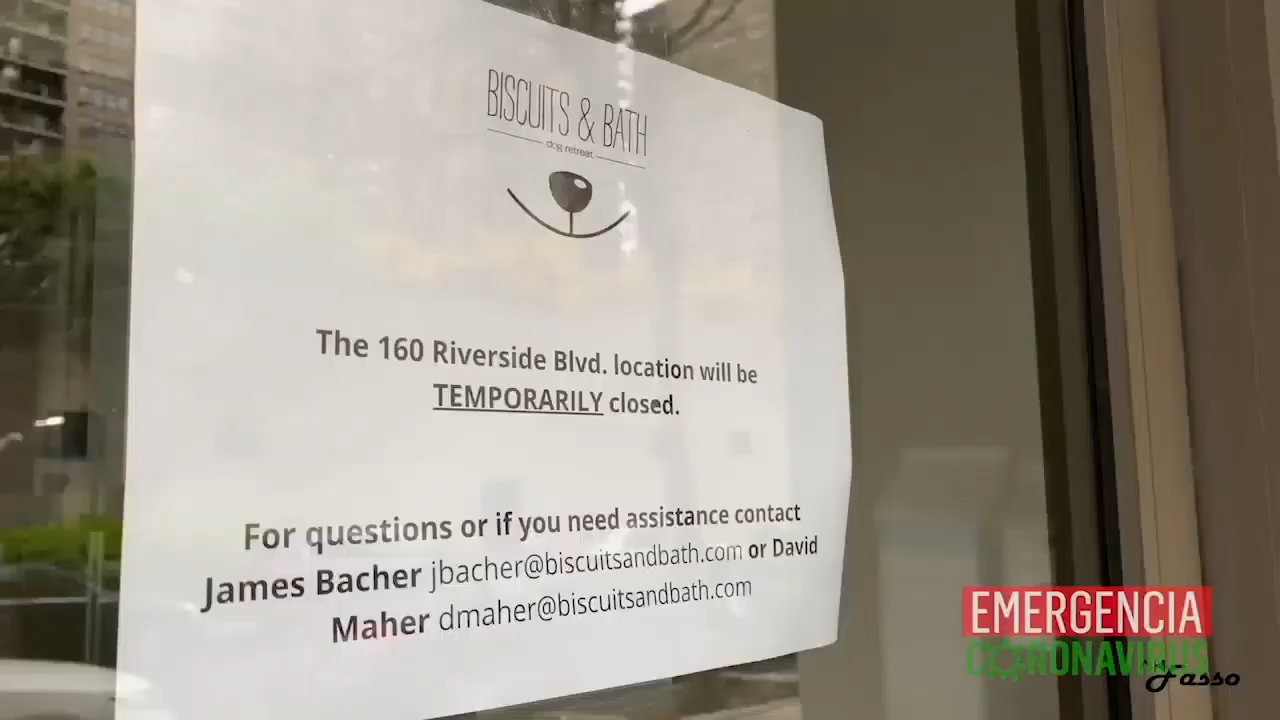 BISCUITS & BATH
dog retreat
The 160 Riverside Blvd. location will be
TEMPORARILY closed.
For questions or if you need assistance contact
James Bacher jbacher@biscuitsandbath.com or David
Maher dmaher@biscuitsandbath.com
EMERGENCIA
CORONAVIRUS
Fasso